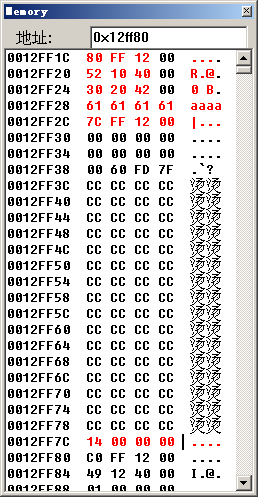 Memory
地址: 0x12ff80
0012FF1C 80 FF 12 00 ....
0012FF20 52 10 40 00 R.@.
0012FF24 30 20 42 00 0 B.
0012FF28 61 61 61 61 aaaa
0012FF2C 7C FF 12 00 |...
0012FF30 00 00 00 00 ....
0012FF34 00 00 00 00 ....
0012FF38 00 60 FD 7F .`?
0012FF3C CC CC CC CC 烫烫
0012FF40 CC CC CC CC 烫烫
0012FF44 CC CC CC CC 烫烫
0012FF48 CC CC CC CC 烫烫
0012FF4C CC CC CC CC 烫烫
0012FF50 CC CC CC CC 烫烫
0012FF54 CC CC CC CC 烫烫
0012FF58 CC CC CC CC 烫烫
0012FF5C CC CC CC CC 烫烫
0012FF60 CC CC CC CC 烫烫
0012FF64 CC CC CC CC 烫烫
0012FF68 CC CC CC CC 烫烫
0012FF6C CC CC CC CC 烫烫
0012FF70 CC CC CC CC 烫烫
0012FF74 CC CC CC CC 烫烫
0012FF78 CC CC CC CC 烫烫
0012FF7C 14 00 00 00 ....
0012FF80 C0 FF 12 00 ....
0012FF84 49 12 40 00 I.@.
0012FF88 01 00 00 00